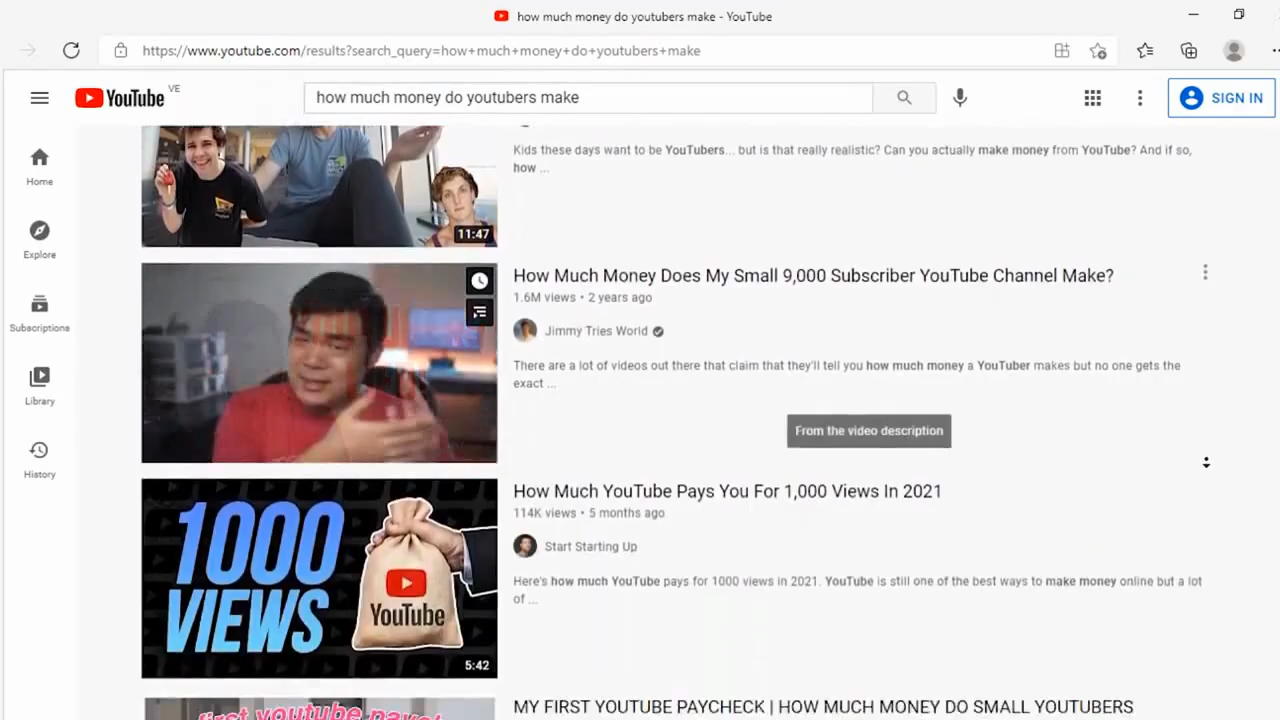 how much money do youtubers make - YouTube
https://www.youtube.com/results?search_query=how+much+money+do+youtubers+make
YouTube VE
how much money do youtubers make
SIGN IN
Home
Explore
Subscriptions
Library
History
Kids these days want to be YouTubers... but is that really realistic? Can you actually make money from YouTube? And if so,
how ...
11:47
How Much Money Does My Small 9,000 Subscriber YouTube Channel Make?
1.6M views • 2 years ago
Jimmy Tries World
There are a lot of videos out there that claim that they'll tell you how much money a YouTuber makes but no one gets the
exact ...
From the video description
1000
VIEWS
YouTube
5:42
How Much YouTube Pays You For 1,000 Views In 2021
114K views • 5 months ago
Start Starting Up
Here's how much YouTube pays for 1000 views in 2021. YouTube is still one of the best ways to make money online but a lot
of ...
MY FIRST YOUTUBE PAYCHECK | HOW MUCH MONEY DO SMALL YOUTUBERS